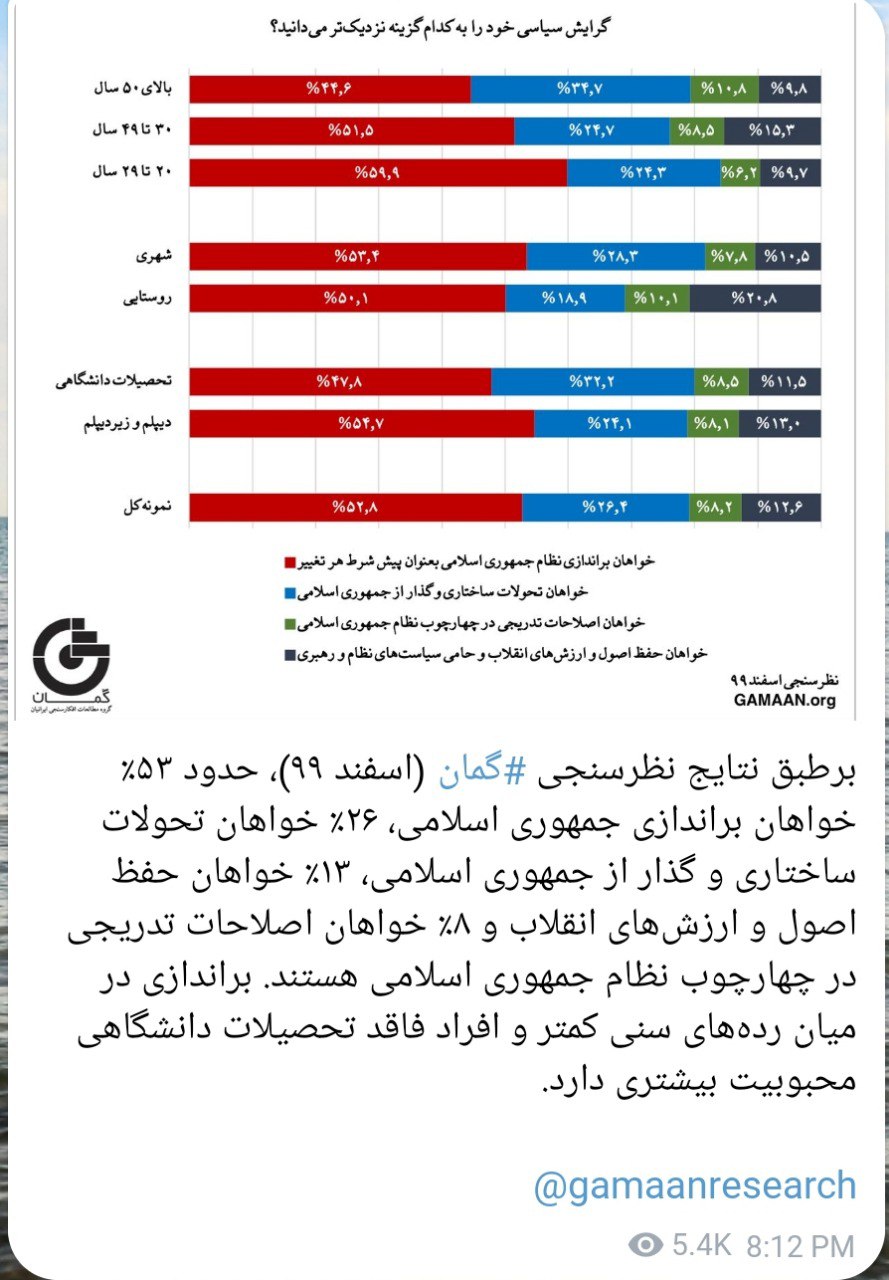 گرایش سیاسی خود را به کدام گزینه نزدیک‌تر می‌دانید؟
بالای ۵۰ سال %۴۴,۶ %۳۴,۷ %۱۰,۸ %۹,۸
۳۰ تا ۴۹ سال %۵۱,۵ %۲۴,۷ %۸,۵ %۱۵,۳
۲۰ تا ۲۹ سال %۵۹,۹ %۲۴,۳ %۶,۲ %۹,۷
شهری %۵۳,۴ %۲۸,۳ %۷,۸ %۱۰,۵
روستایی %۵۰,۱ %۱۸,۹ %۱۰,۱ %۲۰,۸
تحصیلات دانشگاهی %۴۷,۸ %۳۲,۲ %۸,۵ %۱۱,۵
دیپلم و زیردیپلم %۵۴,۷ %۲۴,۱ %۸,۱ %۱۳,۰
نمونه کل %۵۲,۸ %۲۶,۴ %۸,۲ %۱۲,۶
خواهان براندازی نظام جمهوری اسلامی بعنوان پیش شرط هر تغییر
خواهان تحولات ساختاری و گذار از جمهوری اسلامی
خواهان اصلاحات تدریجی در چهارچوب نظام جمهوری اسلامی
خواهان حفظ اصول و ارزش‌های انقلاب و حامی سیاست‌های نظام و رهبری
نظرسنجی اسفند ۹۹
GAMAAN.org
گمان
گروه مطالعات افکارسنجی ایرانیان
برطبق نتایج نظرسنجی #گمان (اسفند ۹۹)، حدود ۵۳٪
خواهان براندازی جمهوری اسلامی، ۲۶٪ خواهان تحولات
ساختاری و گذار از جمهوری اسلامی، ۱۳٪ خواهان حفظ
اصول و ارزش‌های انقلاب و ۸٪ خواهان اصلاحات تدریجی
در چهارچوب نظام جمهوری اسلامی هستند. براندازی در
میان رده‌های سنی کمتر و افراد فاقد تحصیلات دانشگاهی
محبوبیت بیشتری دارد.
@gamaanresearch
5.4K 8:12 PM